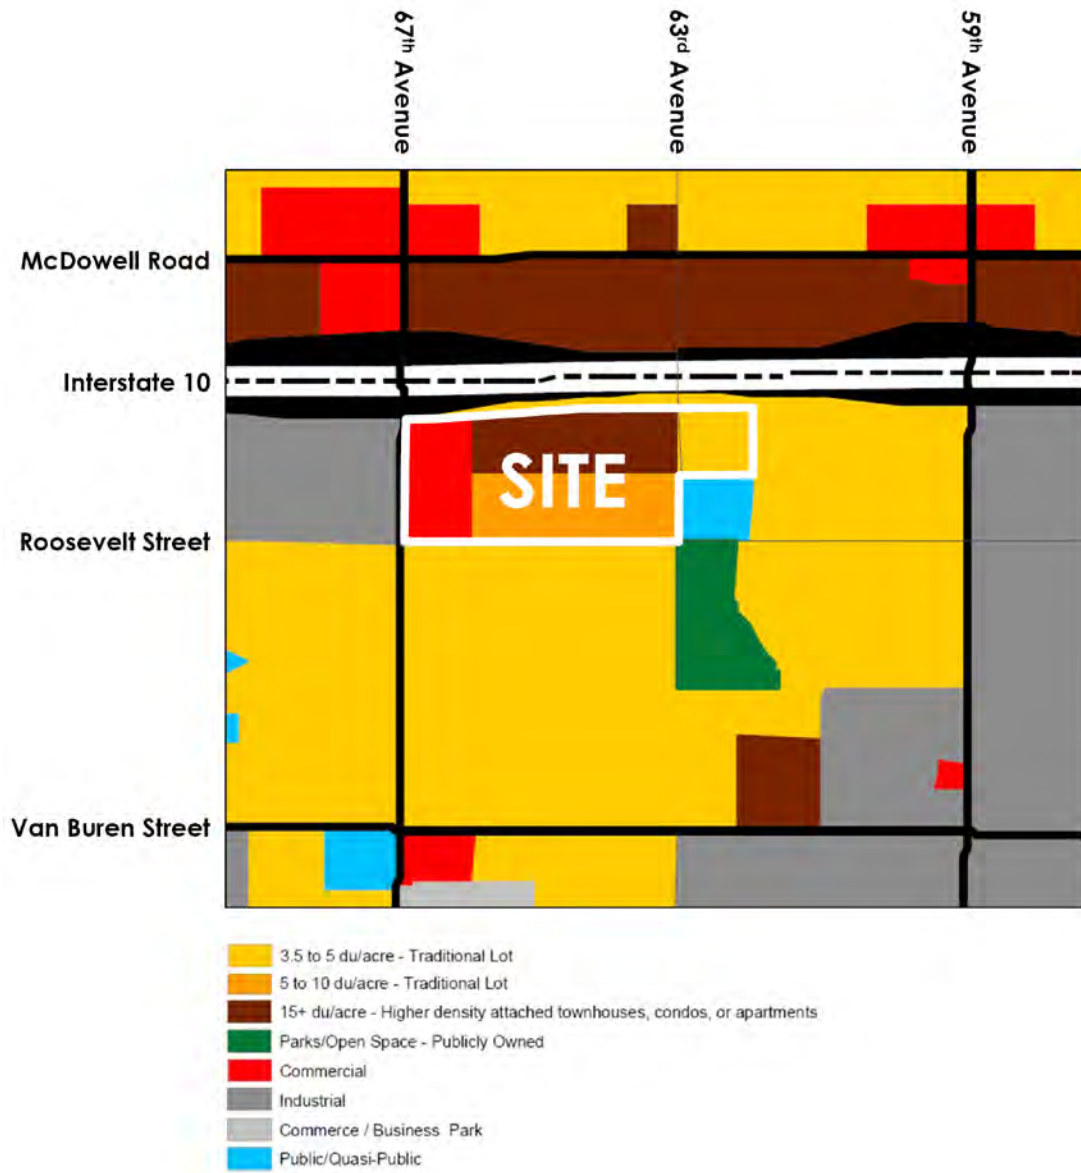 67th Avenue
63rd Avenue
59th Avenue
McDowell Road
Interstate 10
SITE
Roosevelt Street
Van Buren Street
3.5 to 5 du/acre - Traditional Lot
5 to 10 du/acre - Traditional Lot
15+ du/acre - Higher density attached townhouses, condos, or apartments
Parks/Open Space - Publicly Owned
Commercial
Industrial
Commerce / Business Park
Public/Quasi-Public